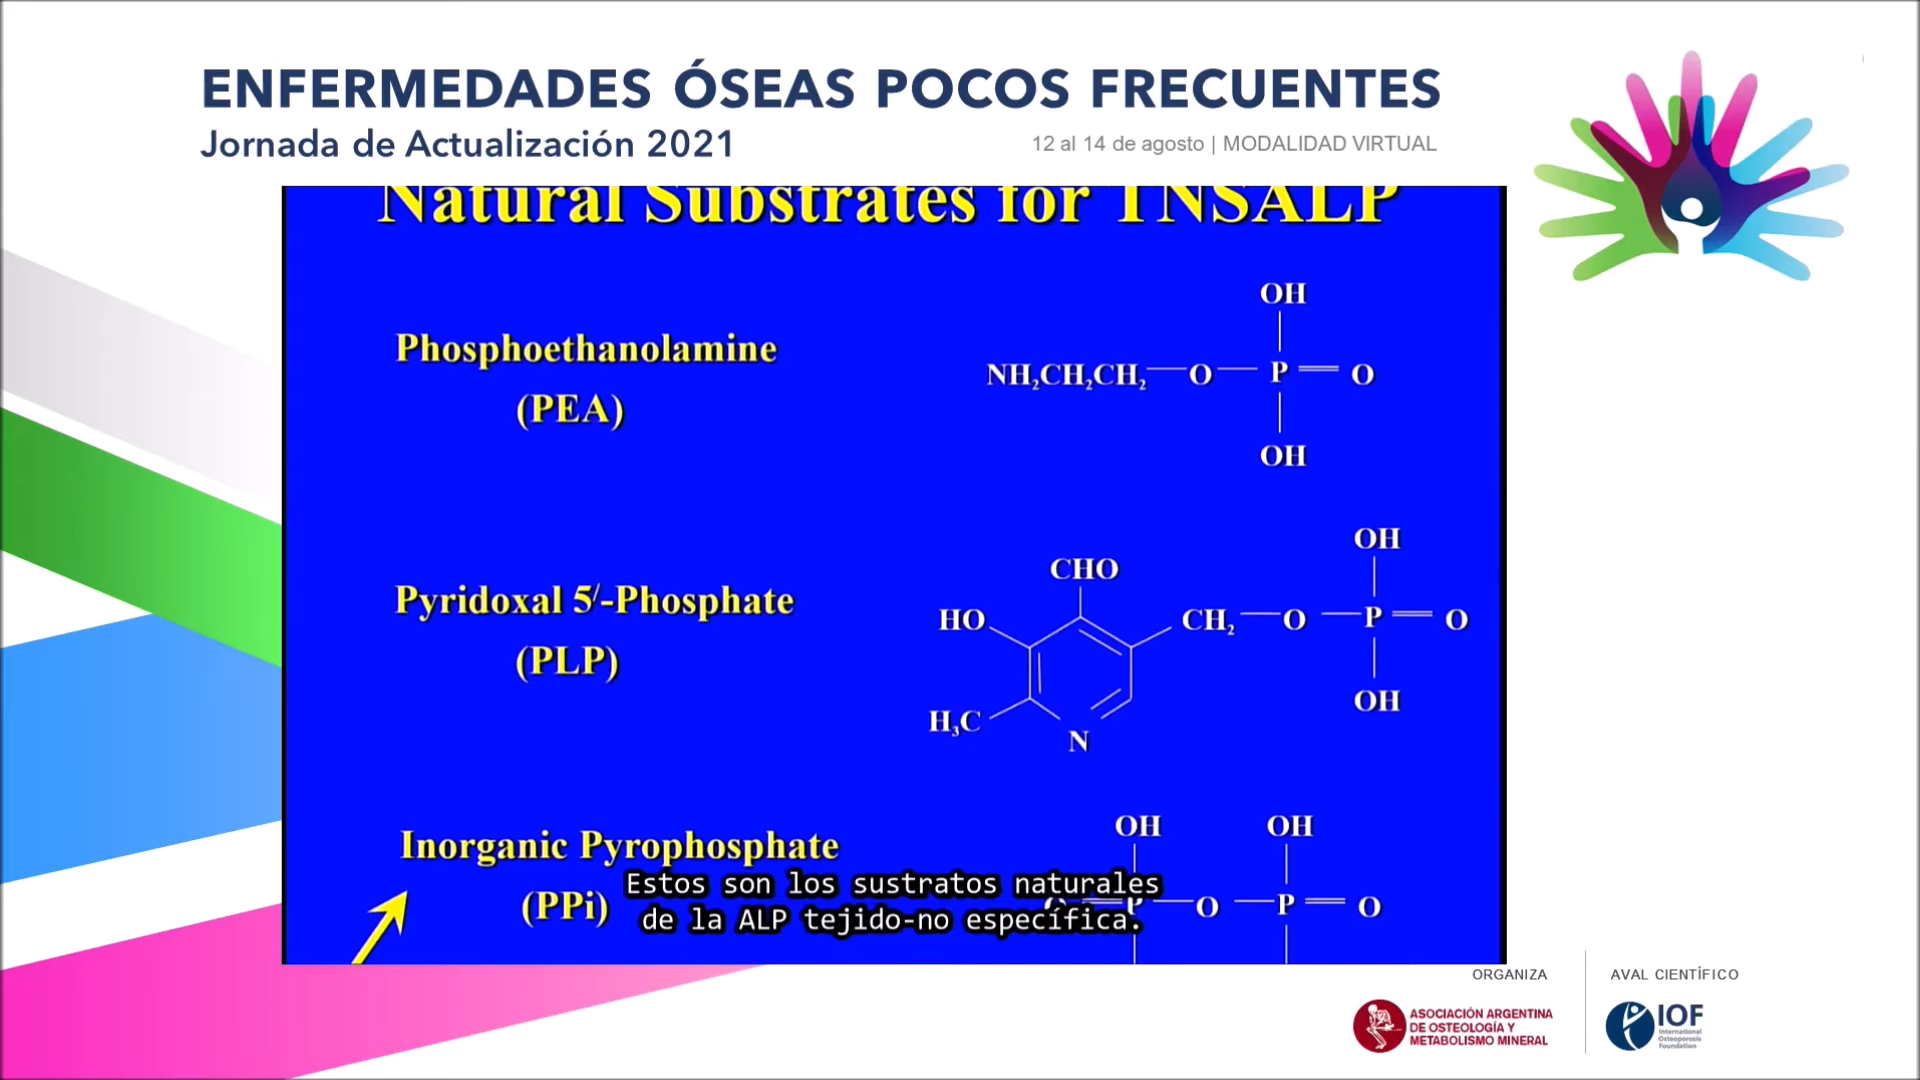 ENFERMEDADES ÓSEAS POCOS FRECUENTES
Jornada de Actualización 2021
12 al 14 de agosto | MODALIDAD VIRTUAL
Natural Substrates for TNSALP
Phosphoethanolamine
(PEA)
OH
NH₂CH₂CH₂ — O — P = O
OH
Pyridoxal 5′-Phosphate
(PLP)
OH
CHO
HO
CH₂ — O — P = O
H₃C
N
OH
Inorganic Pyrophosphate
(PPi)
OH OH
O = P — O — P = O
Estos son los sustratos naturales
de la ALP tejido-no específica.
ORGANIZA
AVAL CIENTÍFICO
ASOCIACIÓN ARGENTINA
DE OSTEOLOGÍA Y
METABOLISMO MINERAL
IOF
International
Osteoporosis
Foundation